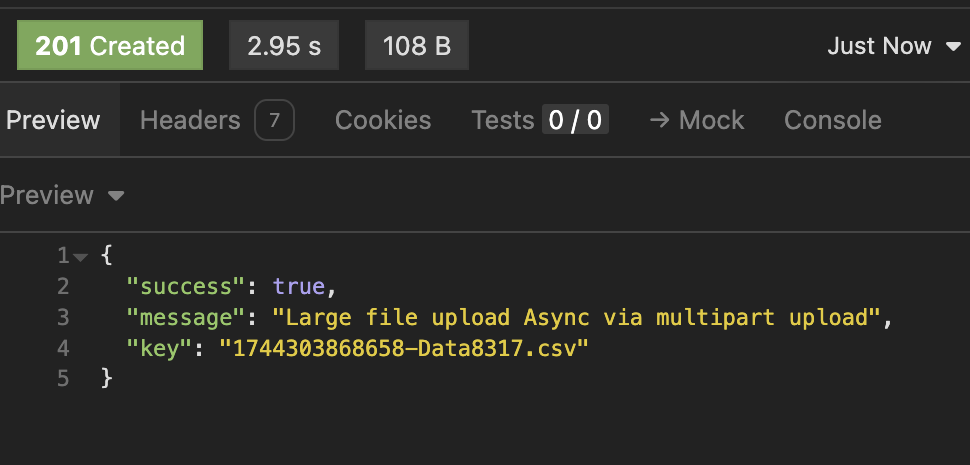 201 Created 2.95 s 108 B Just Now
Preview Headers 7 Cookies Tests 0 / 0 → Mock Console
Preview
1 {
2 "success": true,
3 "message": "Large file upload Async via multipart upload",
4 "key": "1744303868658-Data8317.csv"
5 }